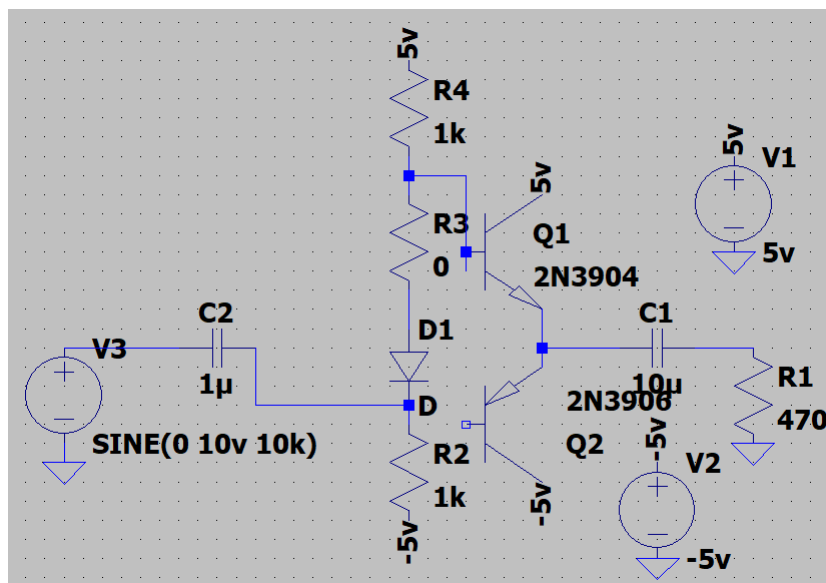 5v
R4
1k
R3
0
Q1
5v
2N3904
5v
V1
5v
C2
1µ
V3
SINE(0 10v 10k)
D1
D
R2
1k
-5v
C1
10µ
R1
470
2N3906
Q2
-5v
-5v
V2
-5v